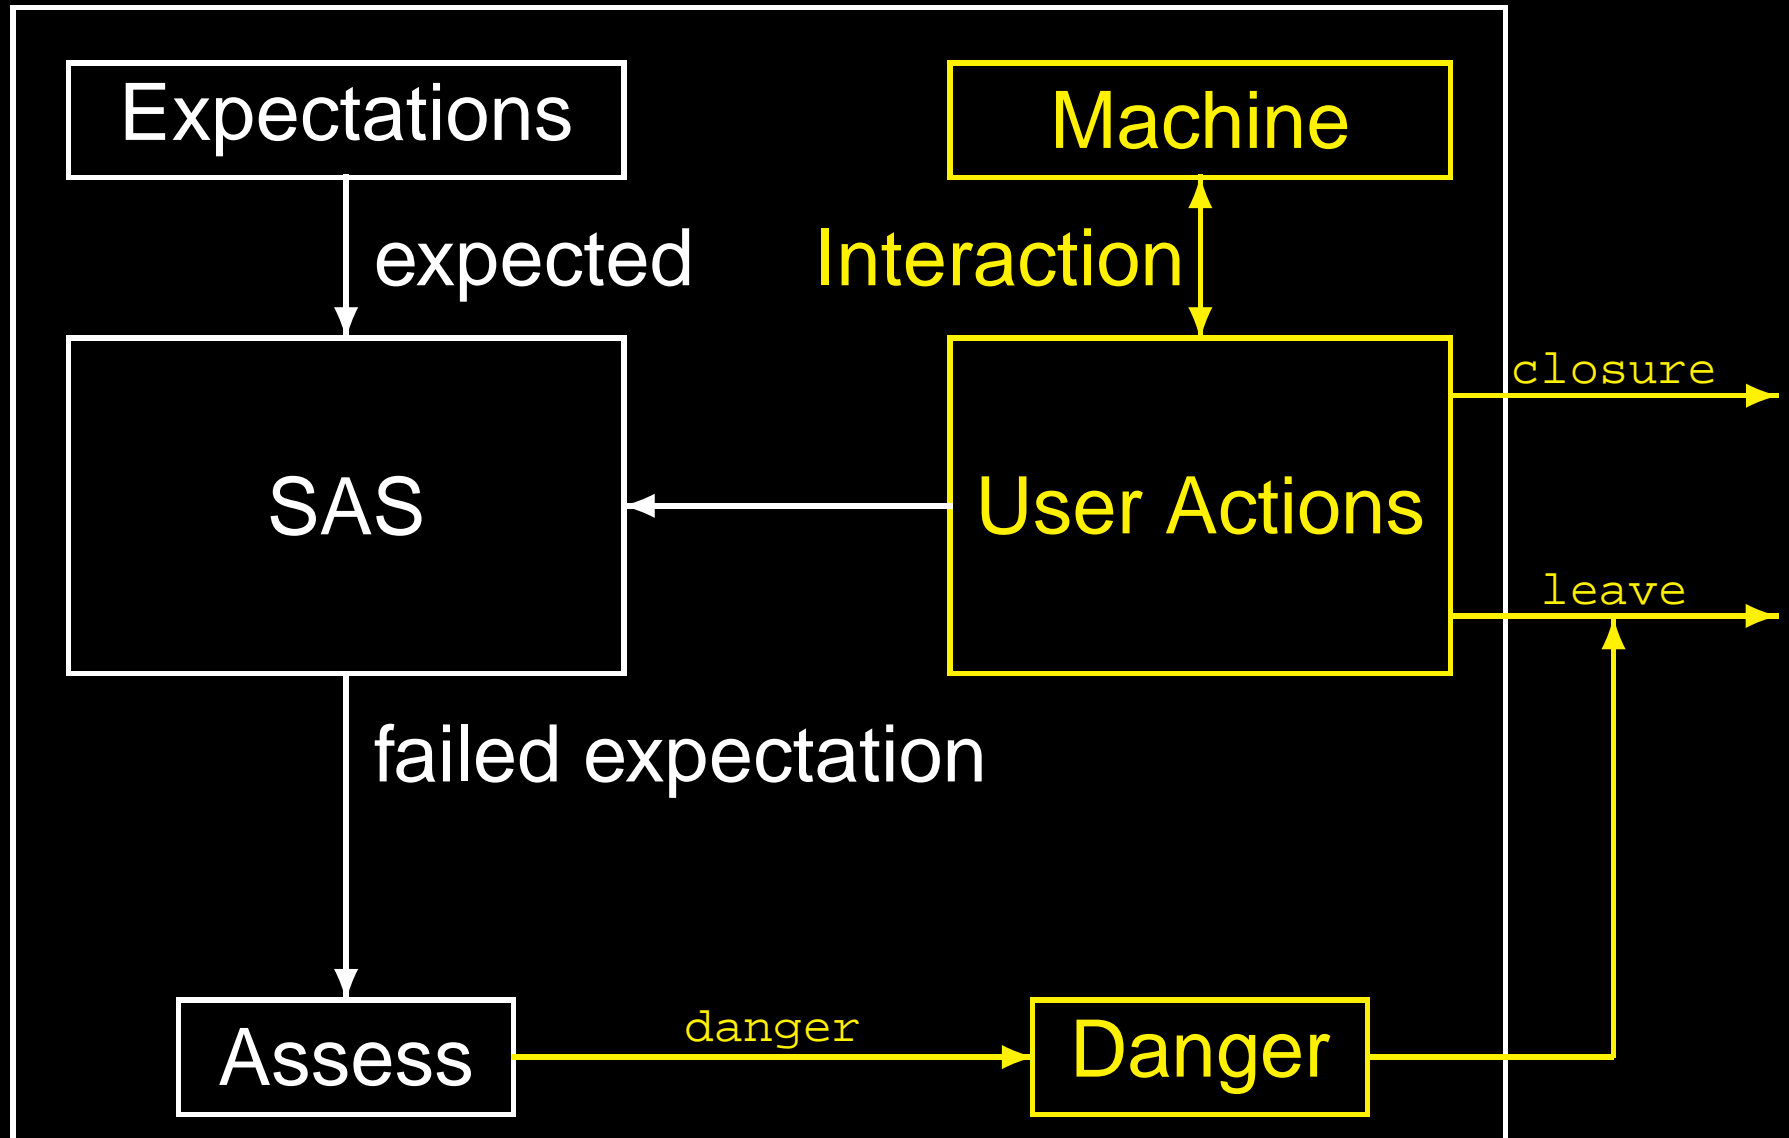 Expectations
Machine
expected
Interaction
closure
SAS
User Actions
leave
failed expectation
danger
Assess
Danger